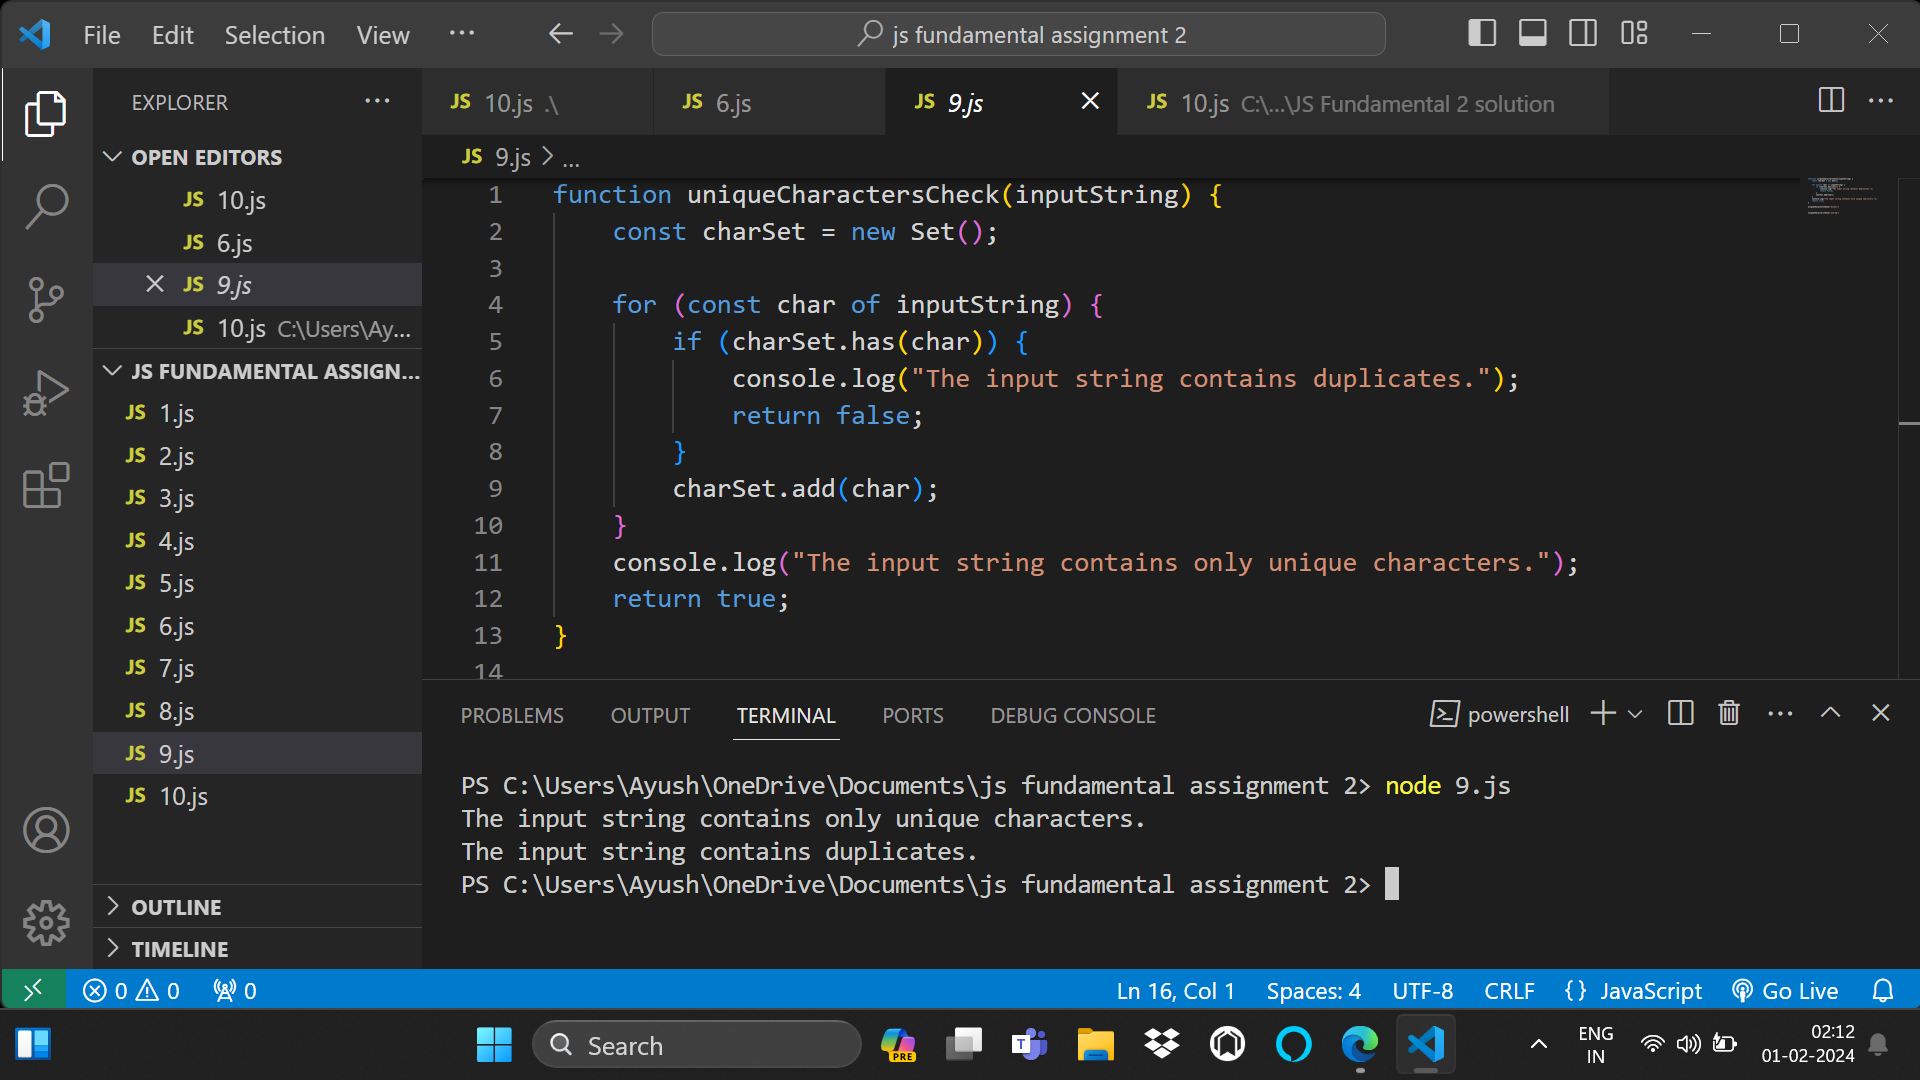 File Edit Selection View ...
js fundamental assignment 2
EXPLORER ...
OPEN EDITORS
JS 10.js
JS 6.js
JS 9.js
JS 10.js C:\Users\Ay...
JS FUNDAMENTAL ASSIGN...
JS 1.js
JS 2.js
JS 3.js
JS 4.js
JS 5.js
JS 6.js
JS 7.js
JS 8.js
JS 9.js
JS 10.js
OUTLINE
TIMELINE
JS 10.js .\ JS 6.js JS 9.js JS 10.js C:\...\JS Fundamental 2 solution
JS 9.js > ...
1 function uniqueCharactersCheck(inputString) {
2 const charSet = new Set();
3
4 for (const char of inputString) {
5 if (charSet.has(char)) {
6 console.log("The input string contains duplicates.");
7 return false;
8 }
9 charSet.add(char);
10 }
11 console.log("The input string contains only unique characters.");
12 return true;
13 }
14
PROBLEMS OUTPUT TERMINAL PORTS DEBUG CONSOLE powershell
PS C:\Users\Ayush\OneDrive\Documents\js fundamental assignment 2> node 9.js
The input string contains only unique characters.
The input string contains duplicates.
PS C:\Users\Ayush\OneDrive\Documents\js fundamental assignment 2>
0 0 0 Ln 16, Col 1 Spaces: 4 UTF-8 CRLF {} JavaScript Go Live
Search PRE T ENG IN 02:12
01-02-2024